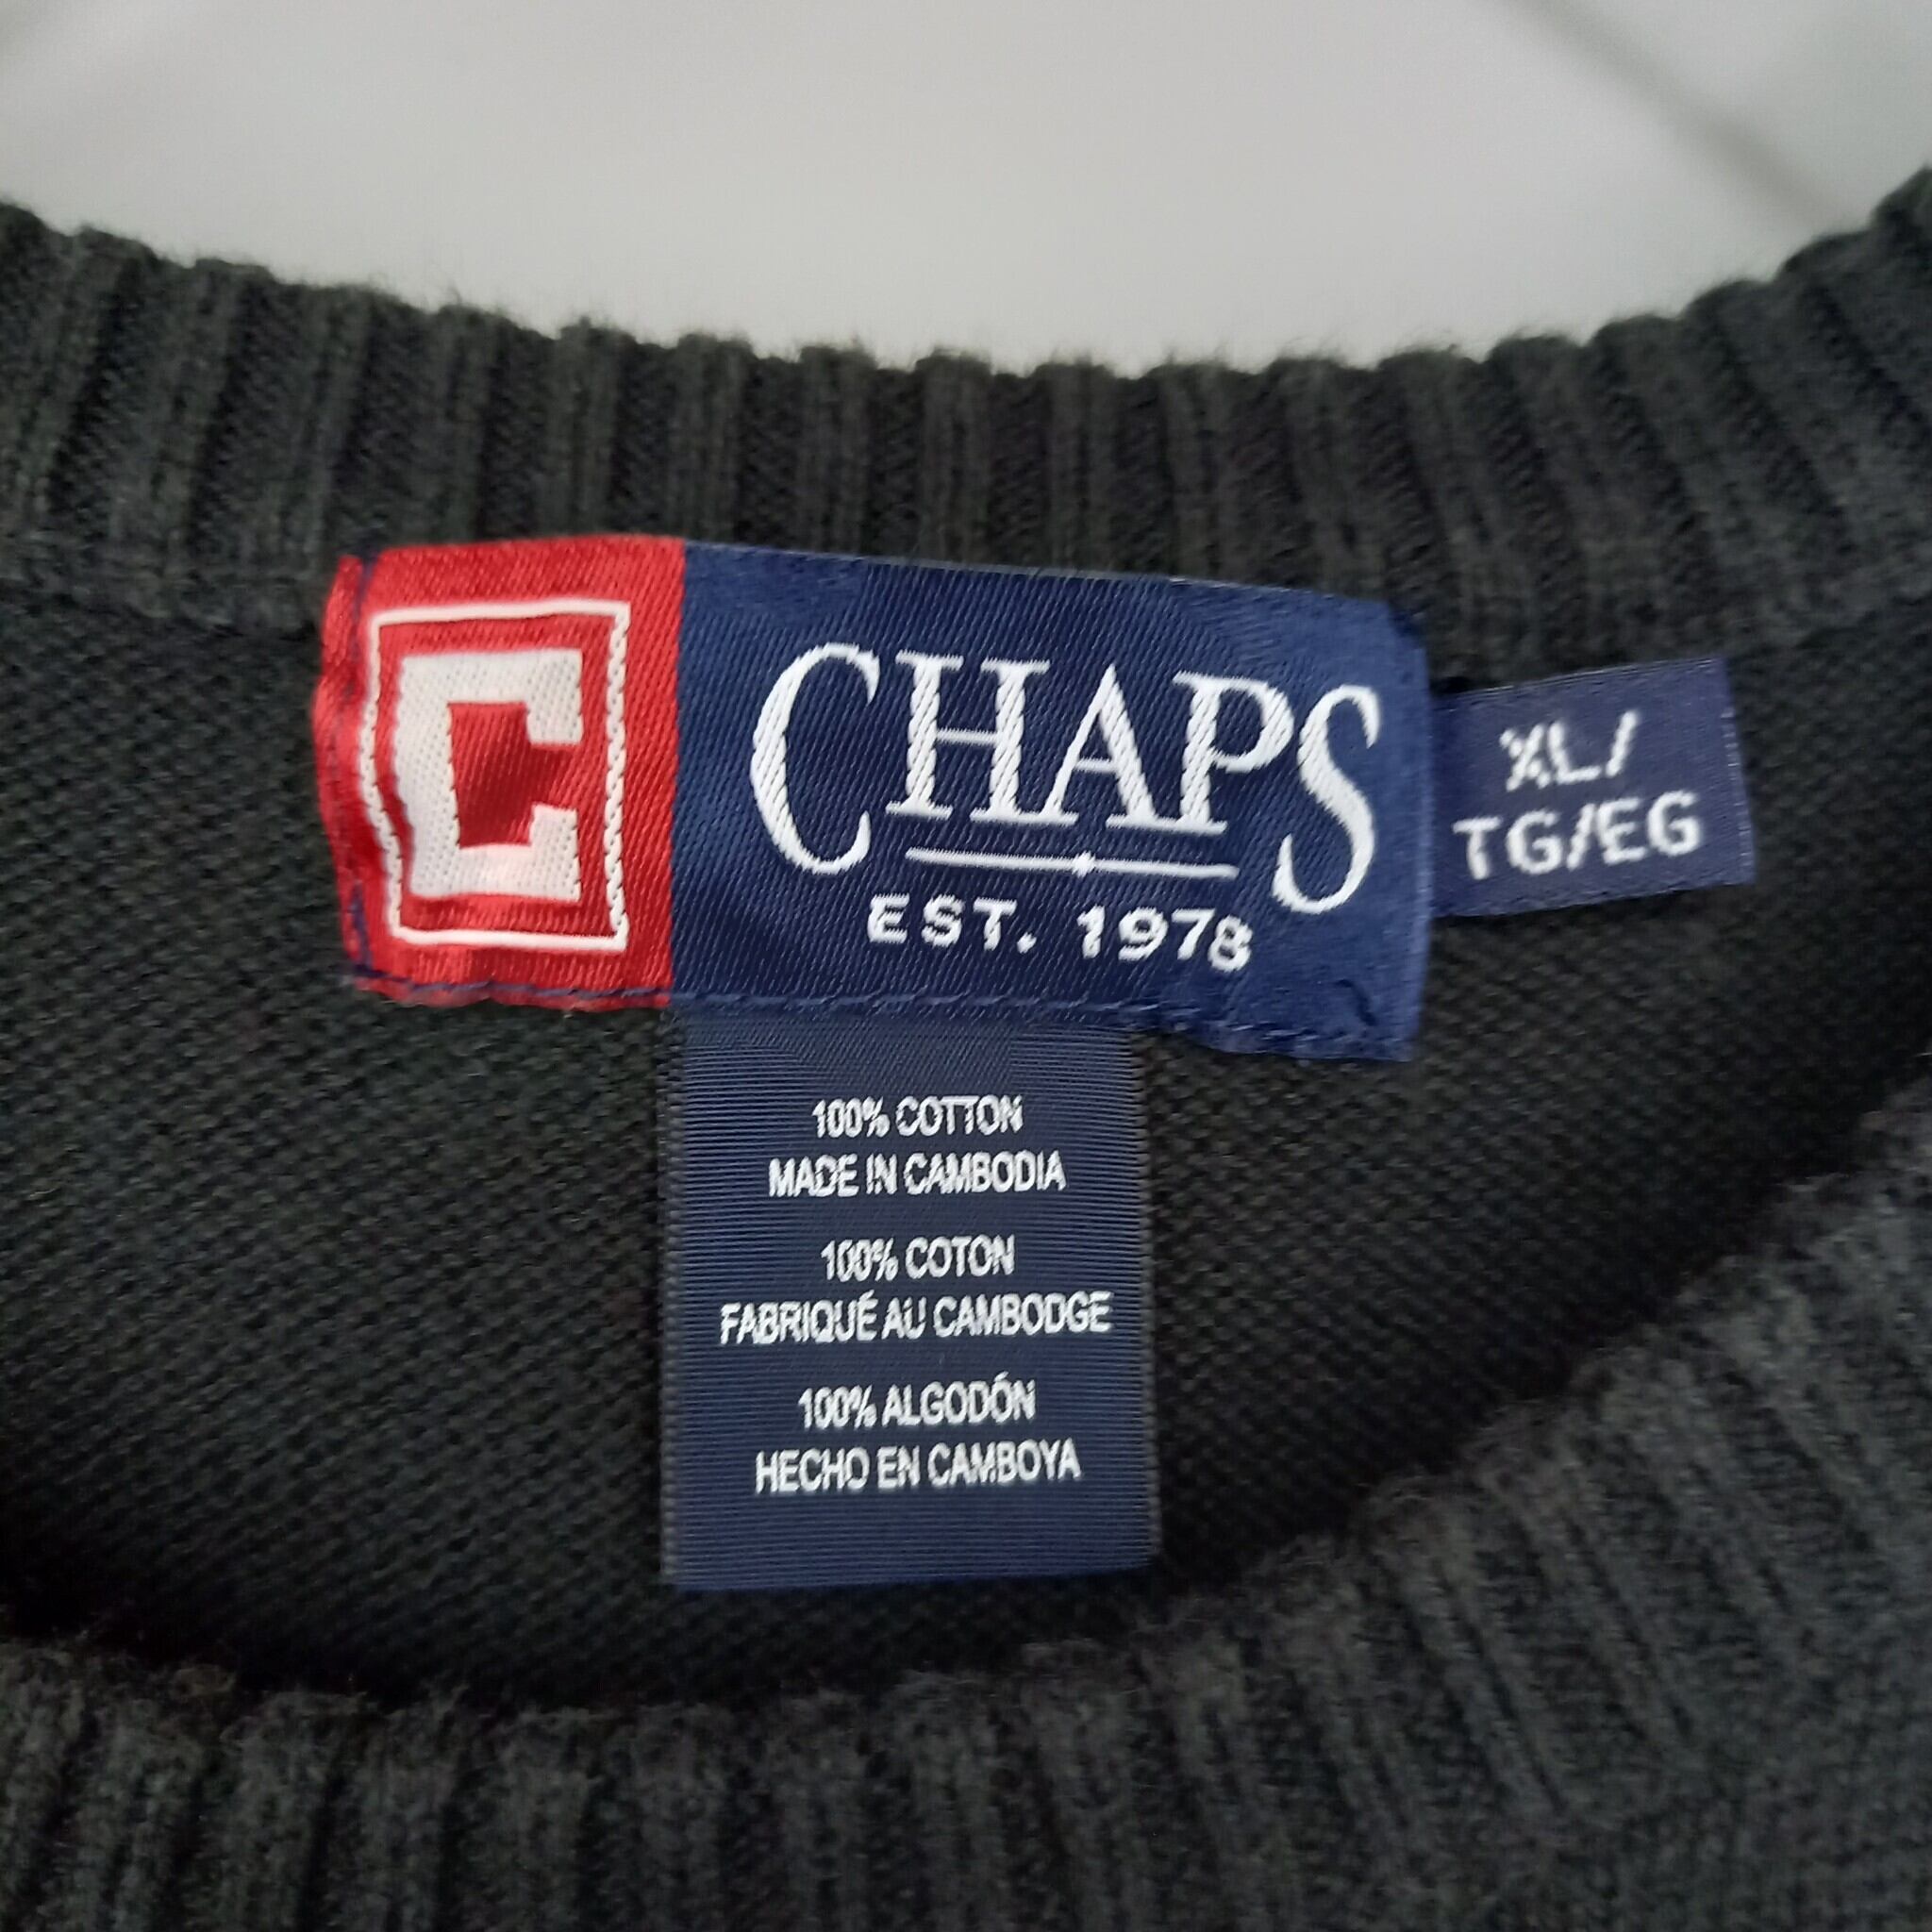 C
CHAPS
EST. 1978
XL/
TG/EG
100% COTTON
MADE IN CAMBODIA
100% COTON
FABRIQUÉ AU CAMBODGE
100% ALGODÓN
HECHO EN CAMBOYA